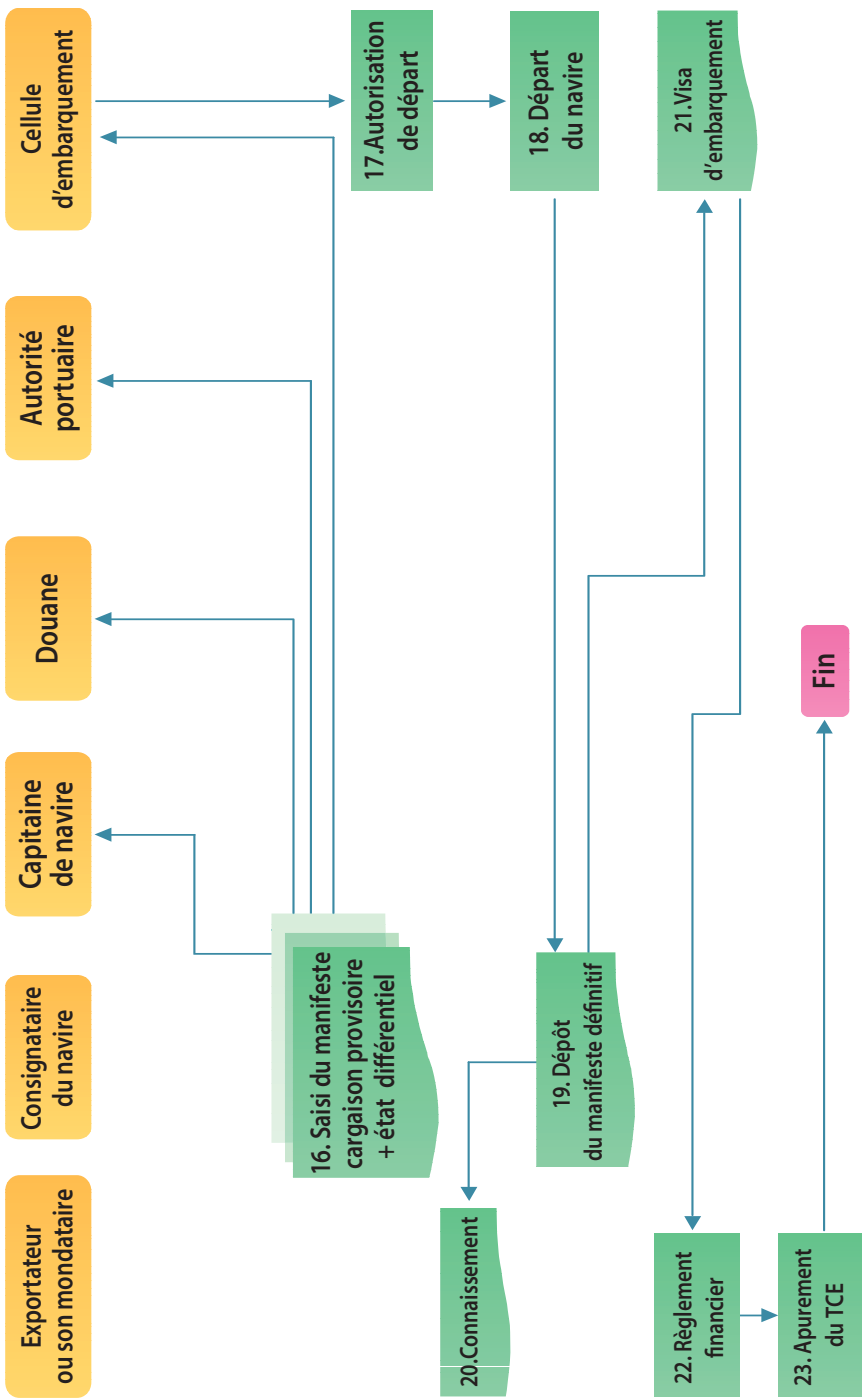 Exportateur
ou son mondataire
Consignataire
du navire
Capitaine
de navire
Douane
Autorité
portuaire
Cellule
d’embarquement
16. Saisi du manifeste
cargaison provisoire
+ état différentiel
17.Autorisation
de départ
18. Départ
du navire
19. Dépôt
du manifeste définitif
20.Connaissement
21.Visa
d’embarquement
22. Règlement
financier
23. Apurement
du TCE
Fin